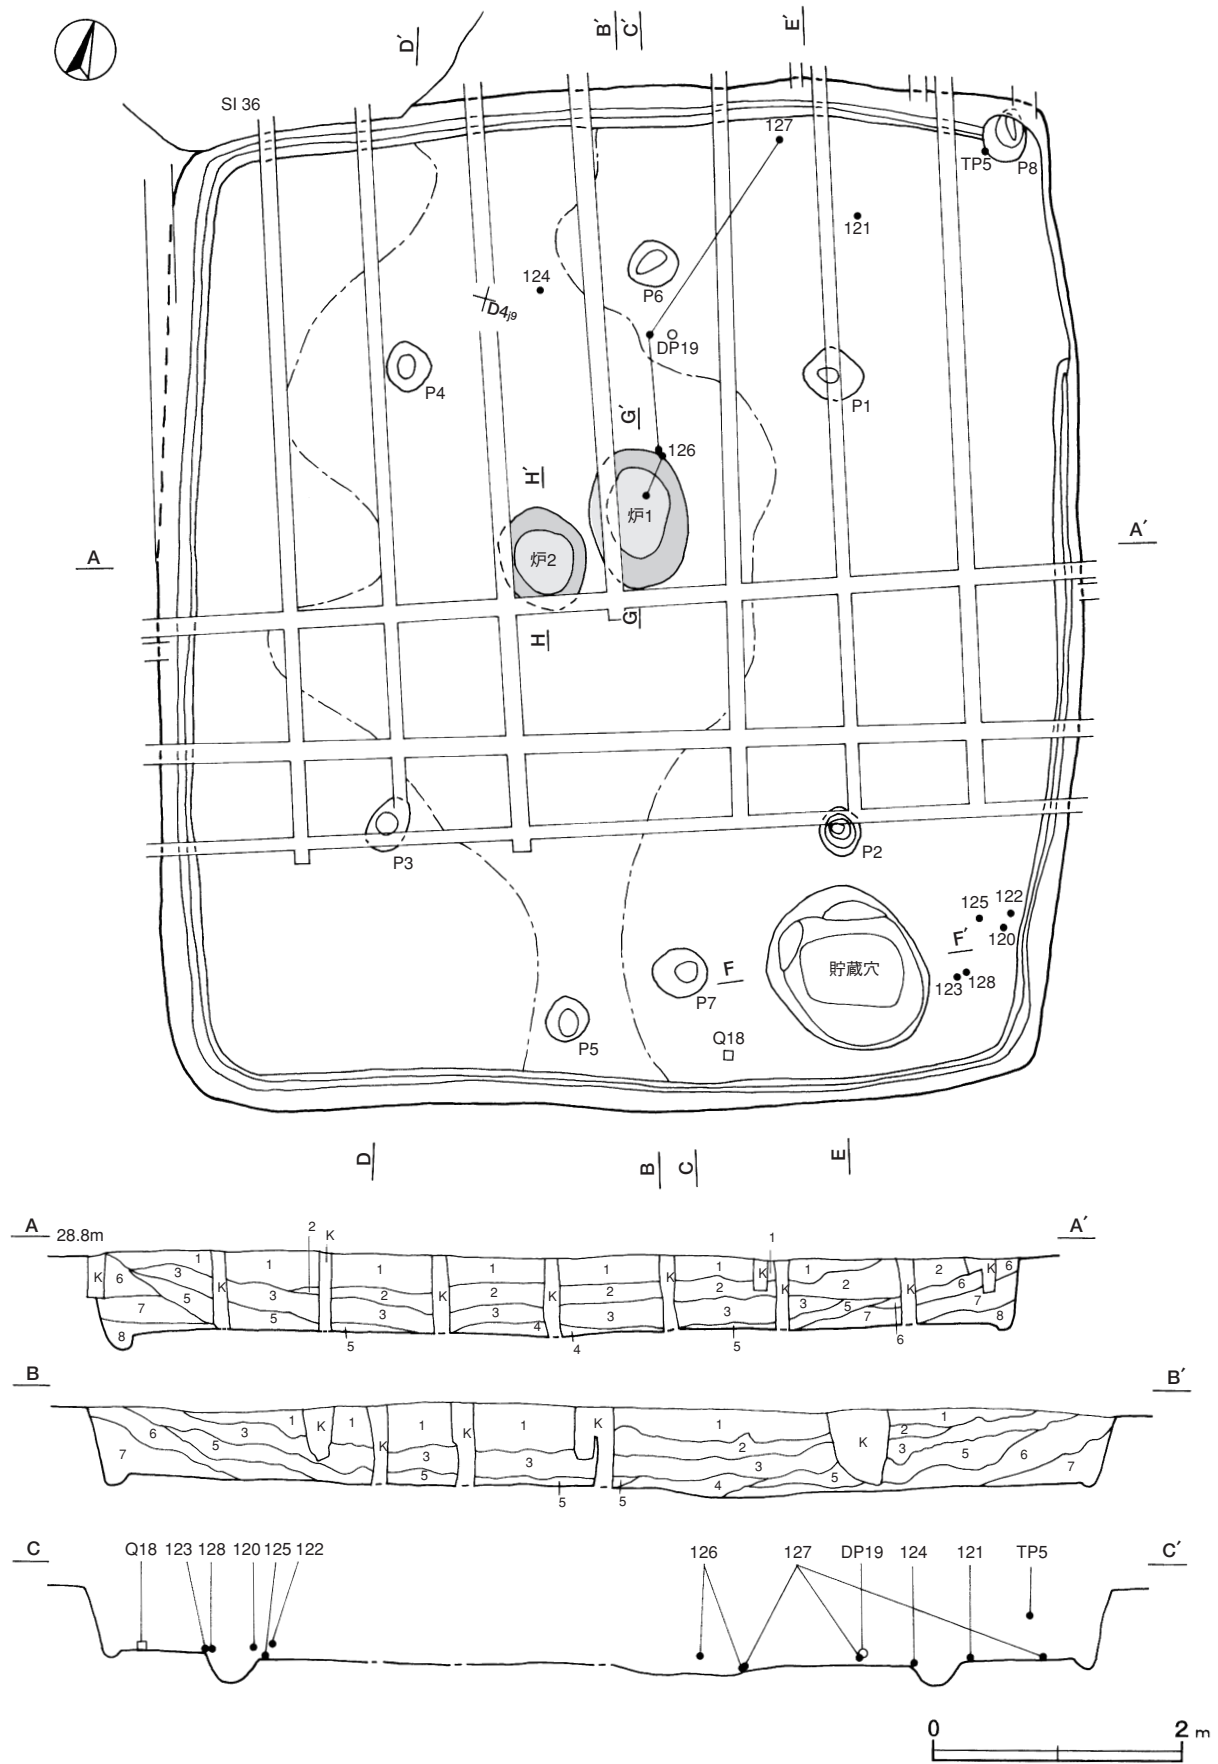 D´ B´ C´ E´
SI 36
127
TP5 P8
121
124
P6
D4j9
DP19
P4
P1
G´
126
H´
炉1
炉2
A A´
G
H
P3 P2
125 122
F´ 120
貯蔵穴
F
123 128
P7
P5
Q18
D B C E
A 28.8m A´
2 K 1
K 6 1 3 5 7 8 K 1 3 5 1 2 3 5 K 1 2 3 4 K 1 2 3 4 K 1 2 3 5 K K 1 2 3 5 7 6 K 2 6 K 6 7 8
B B´
7 6 5 3 1 K 1 K 1 3 5 K 1 3 5 K 5 1 2 3 4 5 K 1 2 3 5 6 7
C Q18 123 128 120 125 122 126 127 DP19 124 121 TP5 C´
0 2 m